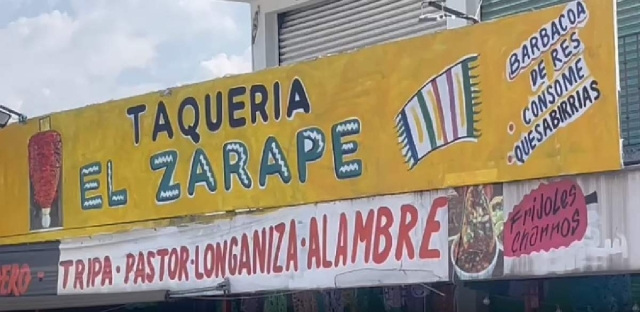 TAQUERIA
EL ZARAPE
BARBACOA
DE RES
• CONSOME
• QUESABIRRIAS
TRIPA · PASTOR · LONGANIZA · ALAMBRE
Frijoles
charros